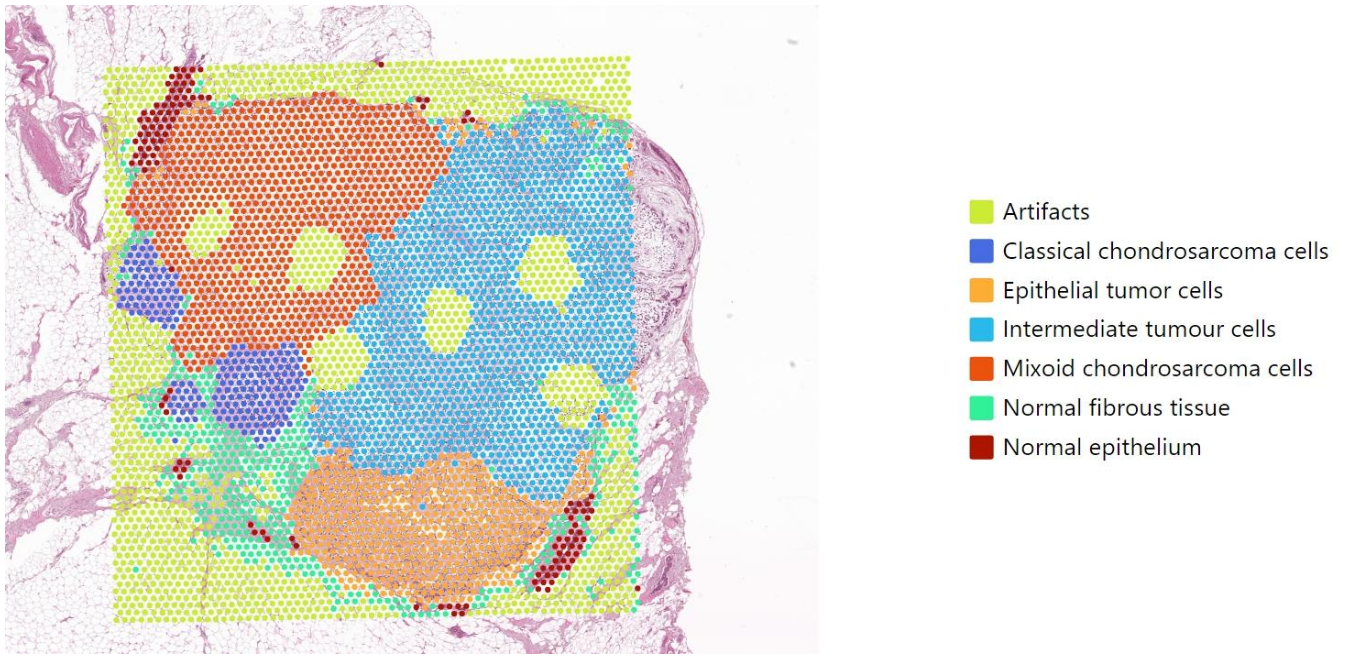 Artifacts
Classical chondrosarcoma cells
Epithelial tumor cells
Intermediate tumour cells
Mixoid chondrosarcoma cells
Normal fibrous tissue
Normal epithelium